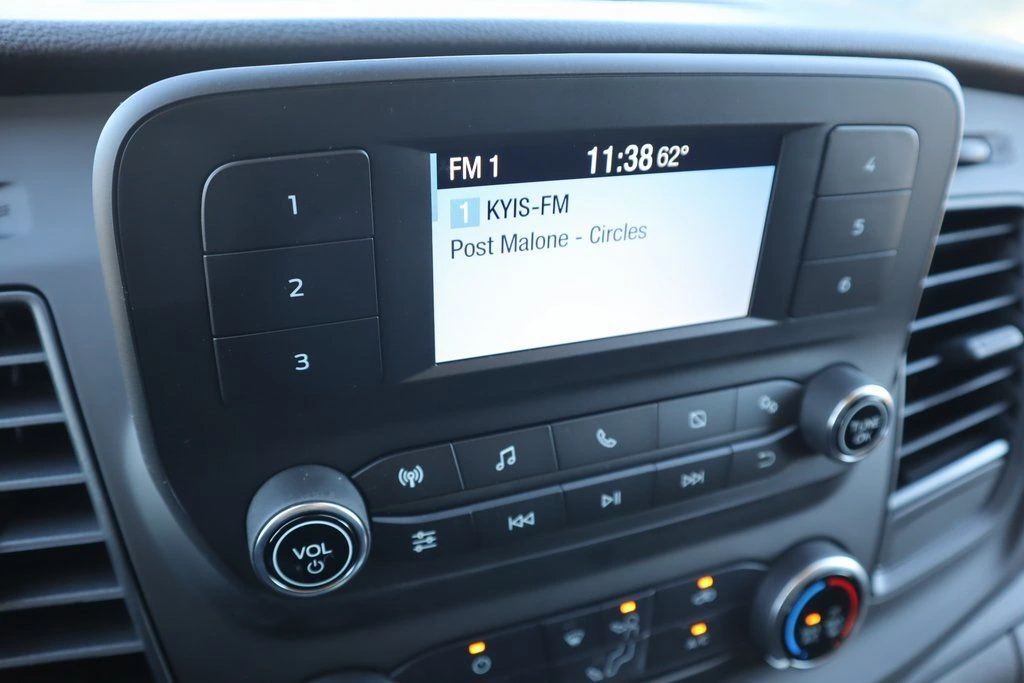 FM 1 11:38 62°
1 KYIS-FM
Post Malone - Circles
1
2
3
4
5
6
VOL
TUNE
A/C